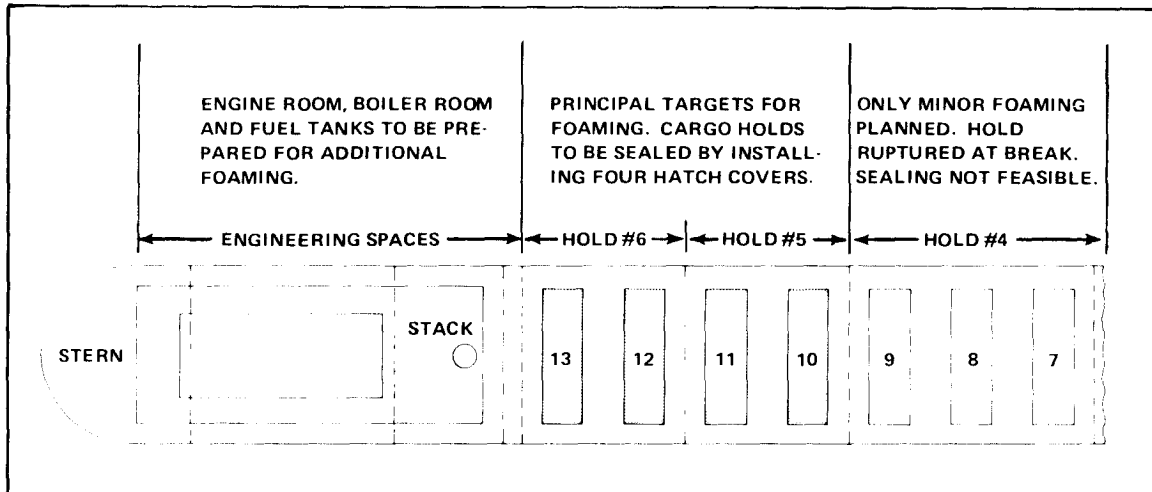 ENGINE ROOM, BOILER ROOM
AND FUEL TANKS TO BE PRE-
PARED FOR ADDITIONAL
FOAMING.
PRINCIPAL TARGETS FOR
FOAMING. CARGO HOLDS
TO BE SEALED BY INSTALL-
ING FOUR HATCH COVERS.
ONLY MINOR FOAMING
PLANNED. HOLD
RUPTURED AT BREAK.
SEALING NOT FEASIBLE.
ENGINEERING SPACES
HOLD #6
HOLD #5
HOLD #4
STERN
STACK
13
12
11
10
9
8
7